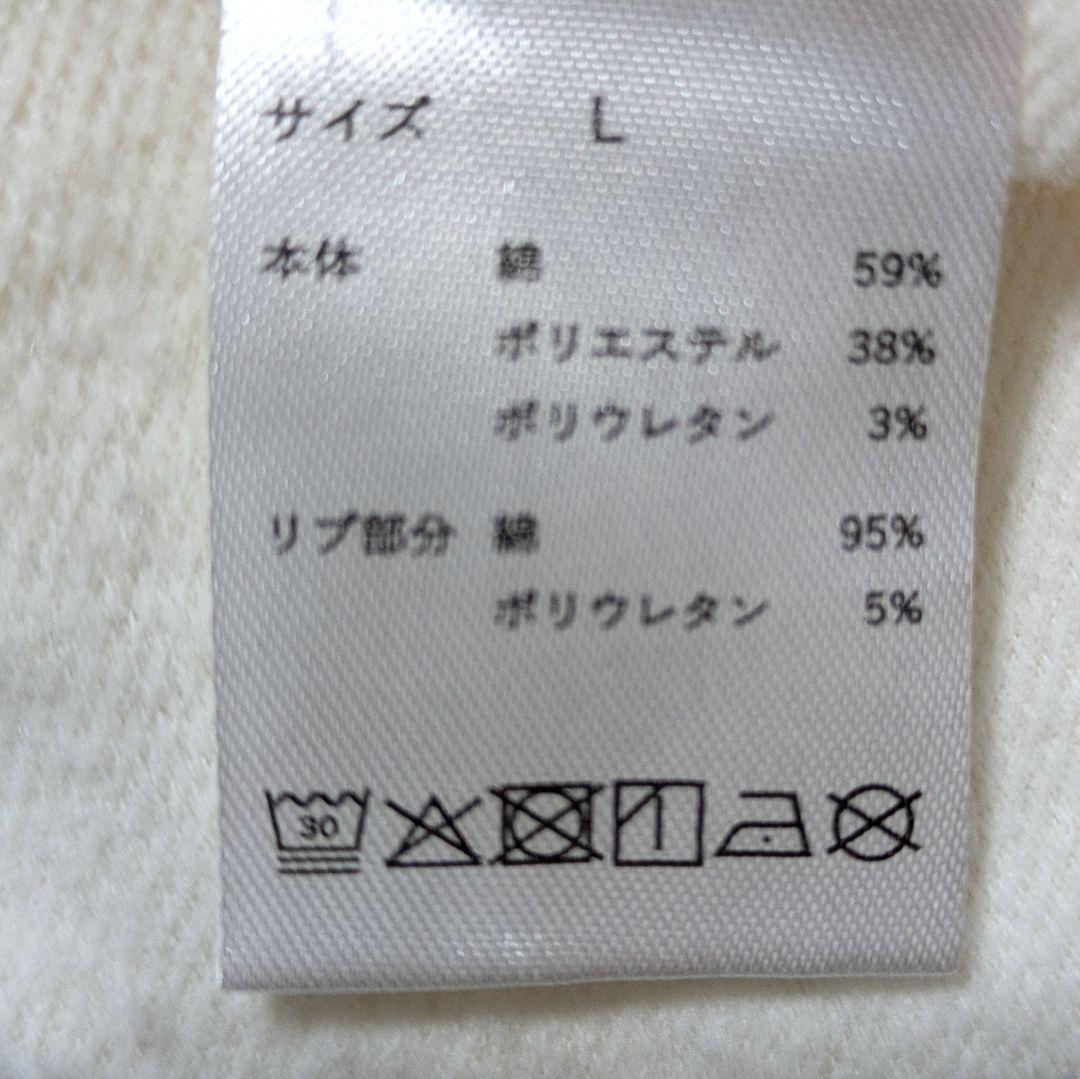 サイズ L
本体 綿 59%
ポリエステル 38%
ポリウレタン 3%
リブ部分 綿 95%
ポリウレタン 5%
30